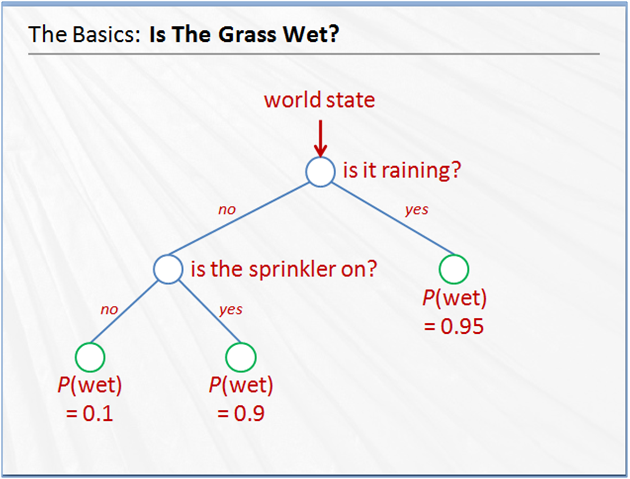 The Basics: Is The Grass Wet?
world state
is it raining?
no
yes
is the sprinkler on?
no
yes
P(wet)
= 0.95
P(wet)
= 0.1
P(wet)
= 0.9